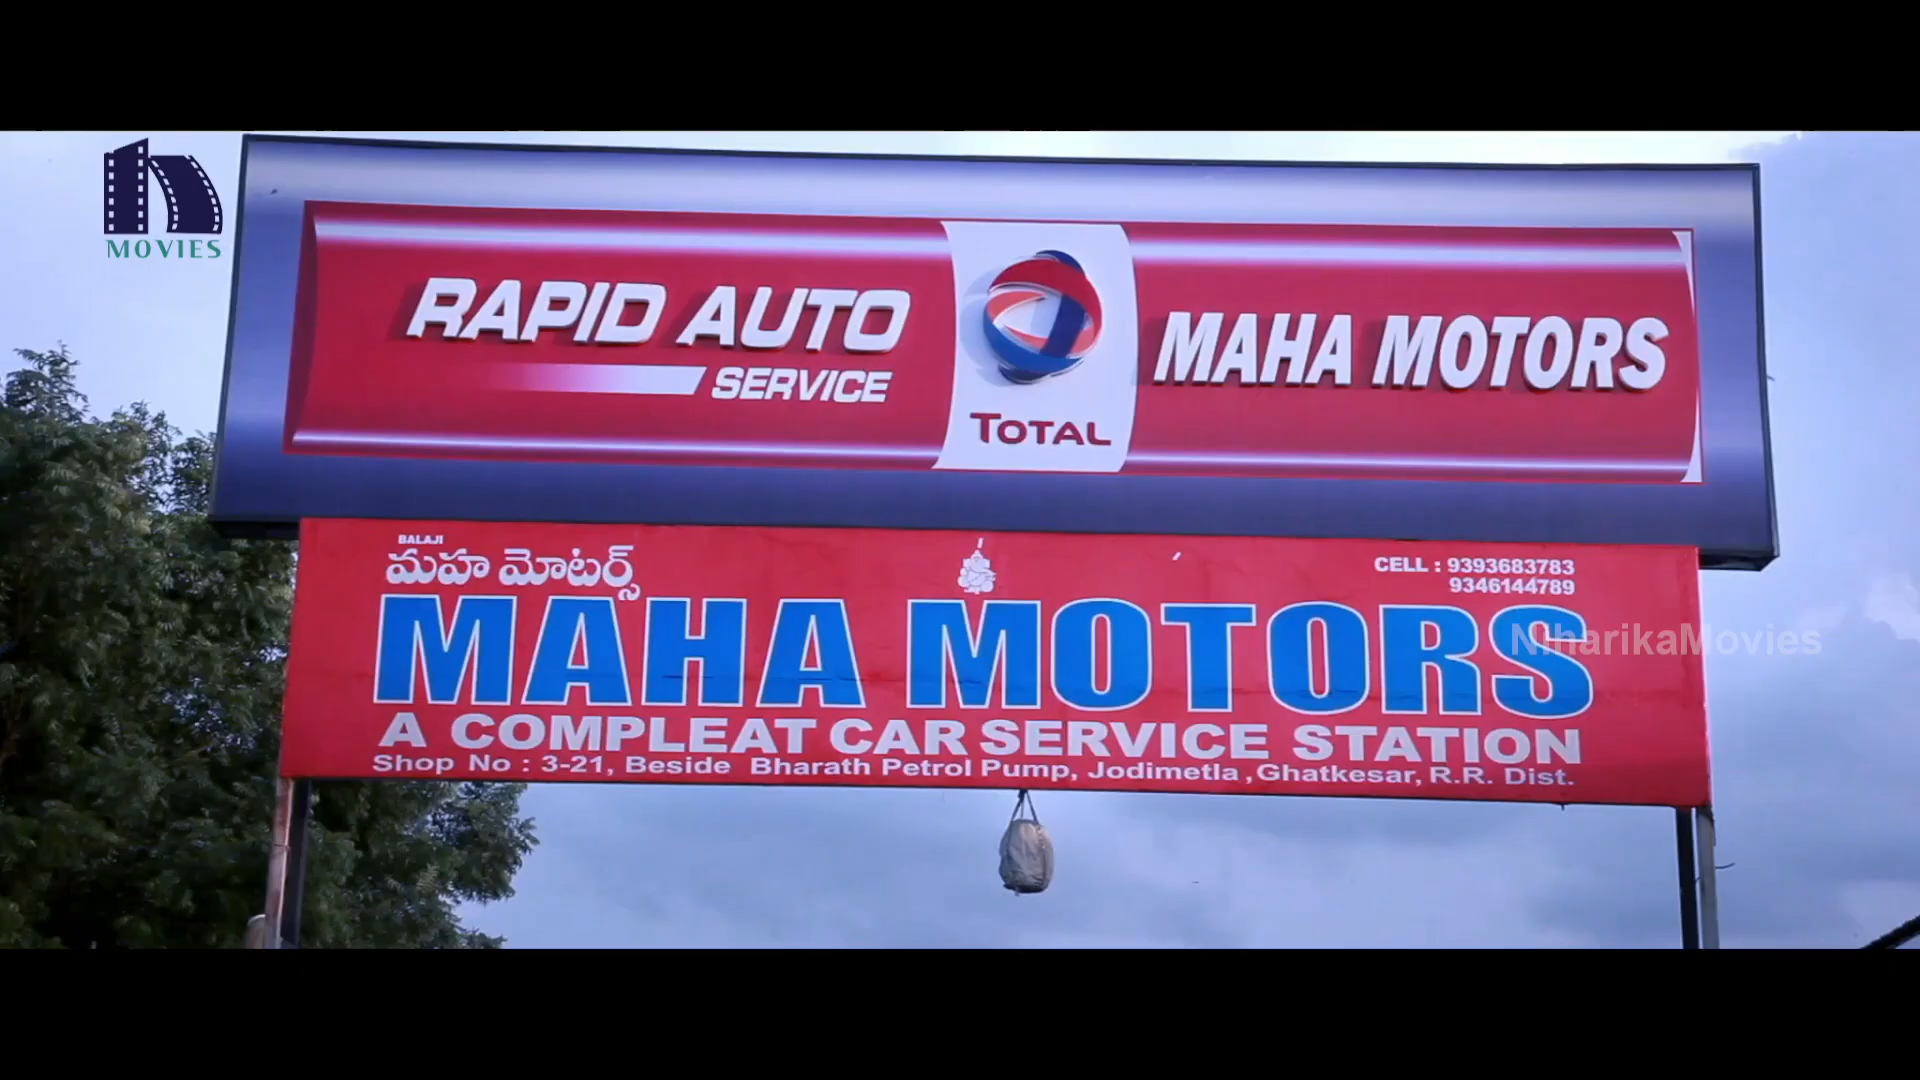 MOVIES
RAPID AUTO
SERVICE
TOTAL
MAHA MOTORS
BALAJI
మహ మోటర్స్
CELL : 9393683783
9346144789
MAHA MOTORS
NiharikaMovies
A COMPLEAT CAR SERVICE STATION
Shop No : 3-21, Beside Bharath Petrol Pump, Jodimetla ,Ghatkesar, R.R. Dist.